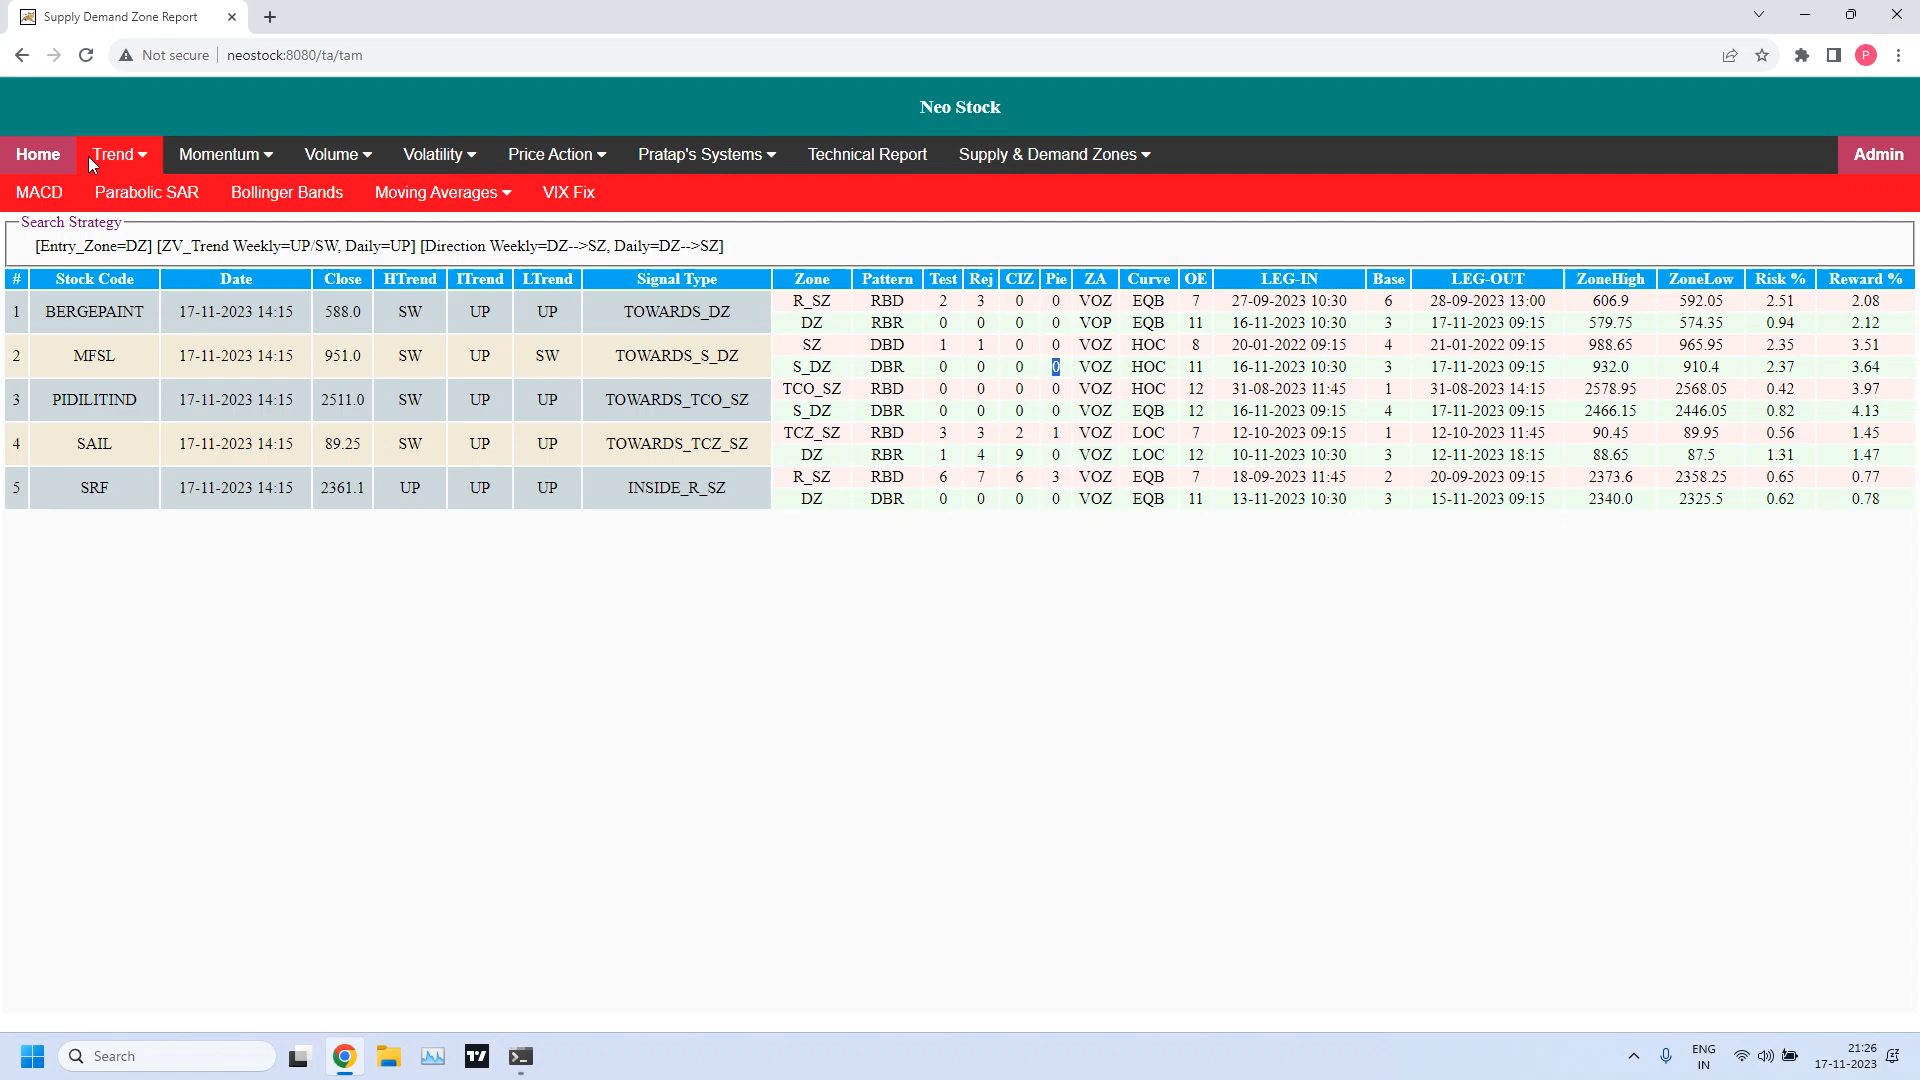 Supply Demand Zone Report
Not secure neostock:8080/ta/tam P
Neo Stock
Home Trend Momentum Volume Volatility Price Action Pratap's Systems Technical Report Supply & Demand Zones Admin
MACD Parabolic SAR Bollinger Bands Moving Averages VIX Fix
Search Strategy
[Entry_Zone=DZ] [ZV_Trend Weekly=UP/SW, Daily=UP] [Direction Weekly=DZ-->SZ, Daily=DZ-->SZ]
# Stock Code Date Close HTrend ITrend LTrend Signal Type Zone Pattern Test Rej CIZ Pie ZA Curve OE LEG-IN Base LEG-OUT ZoneHigh ZoneLow Risk % Reward %
1 BERGEPAINT 17-11-2023 14:15 588.0 SW UP UP TOWARDS_DZ R_SZ RBD 2 3 0 0 VOZ EQB 7 27-09-2023 10:30 6 28-09-2023 13:00 606.9 592.05 2.51 2.08
DZ RBR 0 0 0 0 VOP EQB 11 16-11-2023 10:30 3 17-11-2023 09:15 579.75 574.35 0.94 2.12
2 MFSL 17-11-2023 14:15 951.0 SW UP SW TOWARDS_S_DZ SZ DBD 1 1 0 0 VOZ HOC 8 20-01-2022 09:15 4 21-01-2022 09:15 988.65 965.95 2.35 3.51
S_DZ DBR 0 0 0 0 VOZ HOC 11 16-11-2023 10:30 3 17-11-2023 09:15 932.0 910.4 2.37 3.64
3 PIDILITIND 17-11-2023 14:15 2511.0 SW UP UP TOWARDS_TCO_SZ TCO_SZ RBD 0 0 0 0 VOZ HOC 12 31-08-2023 11:45 1 31-08-2023 14:15 2578.95 2568.05 0.42 3.97
S_DZ DBR 0 0 0 0 VOZ EQB 12 16-11-2023 09:15 4 17-11-2023 09:15 2466.15 2446.05 0.82 4.13
4 SAIL 17-11-2023 14:15 89.25 SW UP UP TOWARDS_TCZ_SZ TCZ_SZ RBD 3 3 2 1 VOZ LOC 7 12-10-2023 09:15 1 12-10-2023 11:45 90.45 89.95 0.56 1.45
DZ RBR 1 4 9 0 VOZ LOC 12 10-11-2023 10:30 3 12-11-2023 18:15 88.65 87.5 1.31 1.47
5 SRF 17-11-2023 14:15 2361.1 UP UP UP INSIDE_R_SZ R_SZ RBD 6 7 6 3 VOZ EQB 7 18-09-2023 11:45 2 20-09-2023 09:15 2373.6 2358.25 0.65 0.77
DZ DBR 0 0 0 0 VOZ EQB 11 13-11-2023 10:30 3 15-11-2023 09:15 2340.0 2325.5 0.62 0.78
Search ENG 21:26
IN 17-11-2023